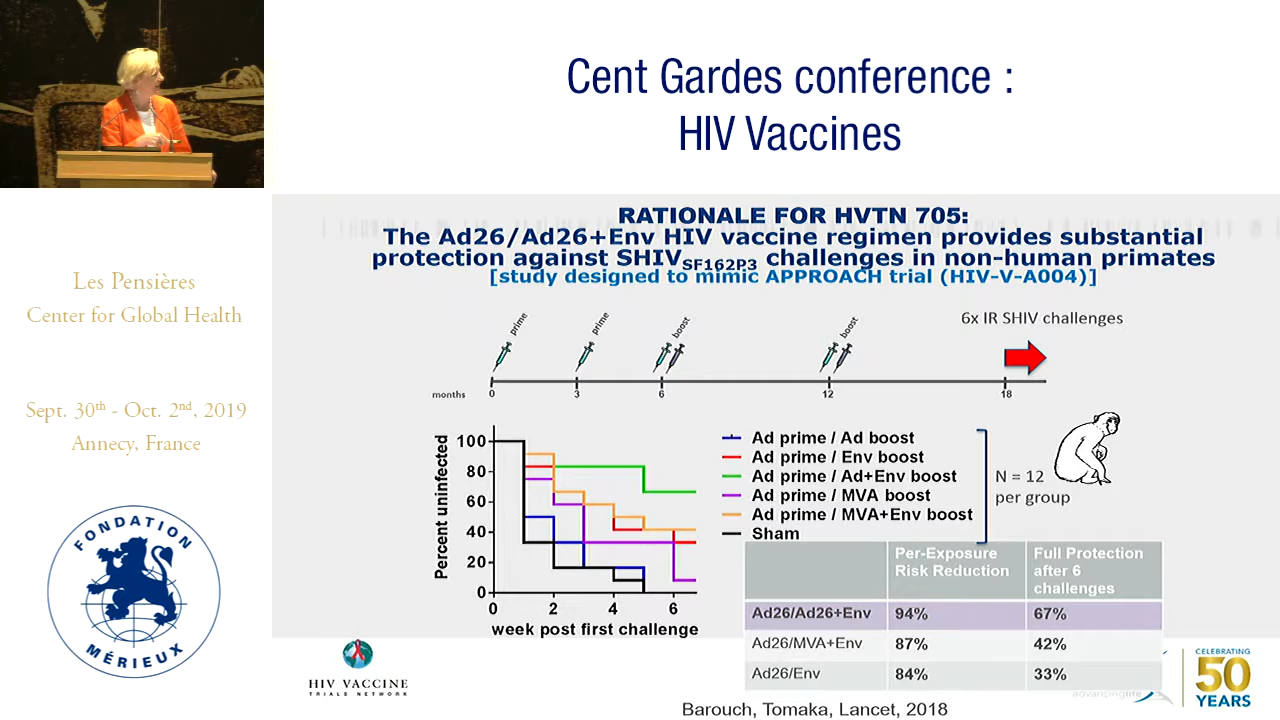 Cent Gardes conference :
HIV Vaccines
Les Pensières
Center for Global Health
Sept. 30th - Oct. 2nd, 2019
Annecy, France
FONDATION
MÉRIEUX
RATIONALE FOR HVTN 705:
The Ad26/Ad26+Env HIV vaccine regimen provides substantial
protection against SHIVSF162P3 challenges in non-human primates
[study designed to mimic APPROACH trial (HIV-V-A004)]
prime
prime
boost
boost
6x IR SHIV challenges
months 0 3 6 12 18
Percent uninfected
100
80
60
40
20
0
0 2 4 6
week post first challenge
Ad prime / Ad boost
Ad prime / Env boost
Ad prime / Ad+Env boost
Ad prime / MVA boost
Ad prime / MVA+Env boost
Sham
N = 12
per group
Per-Exposure Risk Reduction
Full Protection after 6 challenges
Ad26/Ad26+Env 94% 67%
Ad26/MVA+Env 87% 42%
Ad26/Env 84% 33%
HIV VACCINE
TRIALS NETWORK
advancinglife
CELEBRATING
50
YEARS
Barouch, Tomaka, Lancet, 2018